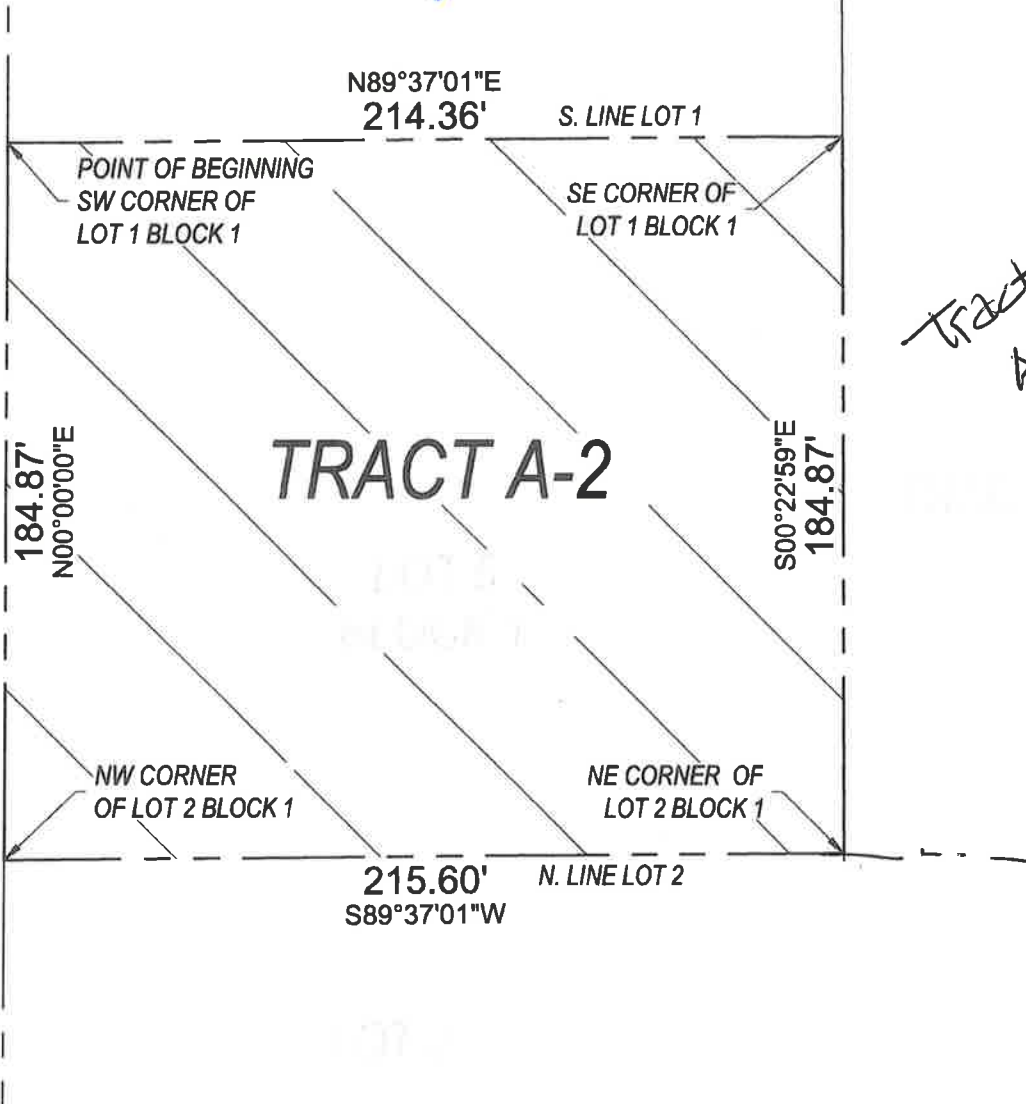 N89°37'01"E
214.36'
S. LINE LOT 1
POINT OF BEGINNING
SW CORNER OF
LOT 1 BLOCK 1
SE CORNER OF
LOT 1 BLOCK 1
Tract
184.87'
N00°00'00"E
TRACT A-2
S00°22'59"E
184.87'
NW CORNER
OF LOT 2 BLOCK 1
NE CORNER OF
LOT 2 BLOCK 1
215.60'
N. LINE LOT 2
S89°37'01"W